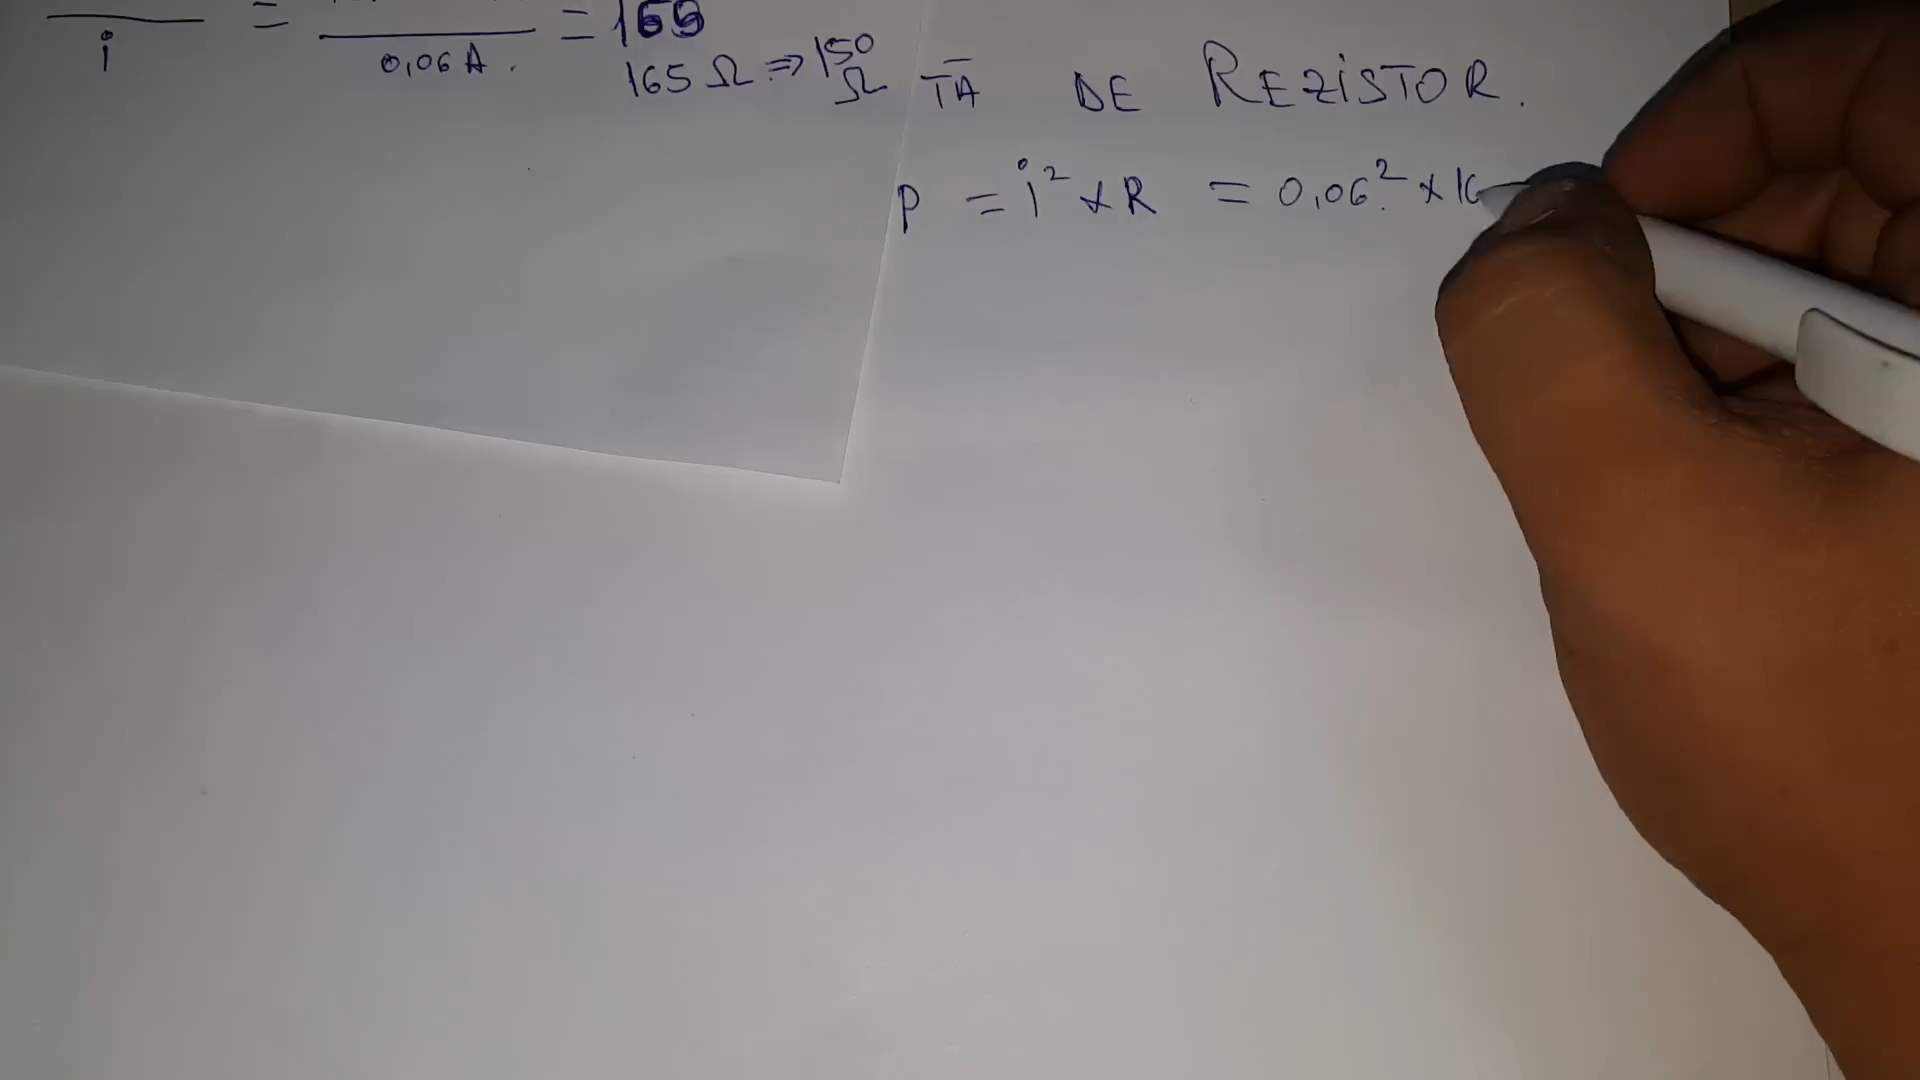 i = 0,06 A. = 165
165 Ω ⇒ 150 Ω
TA DE REZISTOR.
P = i² × R = 0,06² × 16